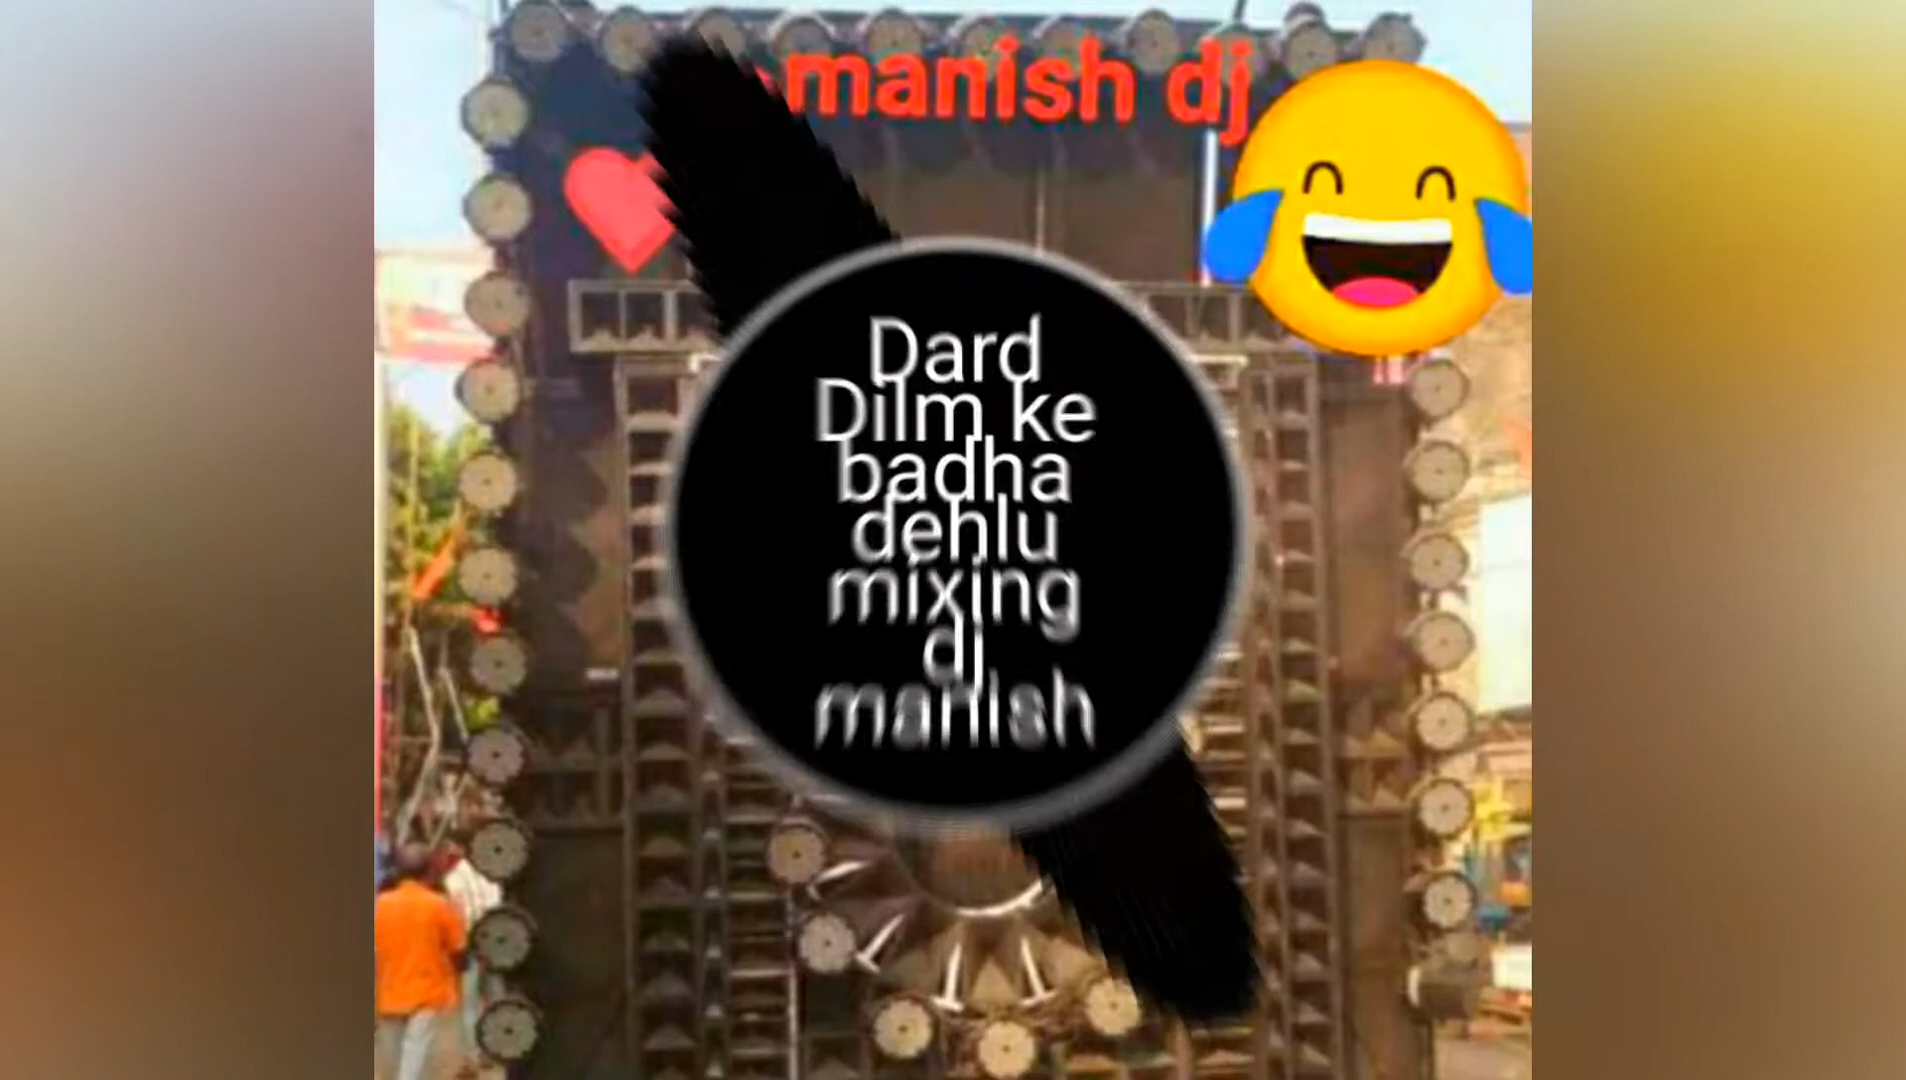 manish dj
Dard
Dilm ke
badha
dehlu
mixing
dj
manish